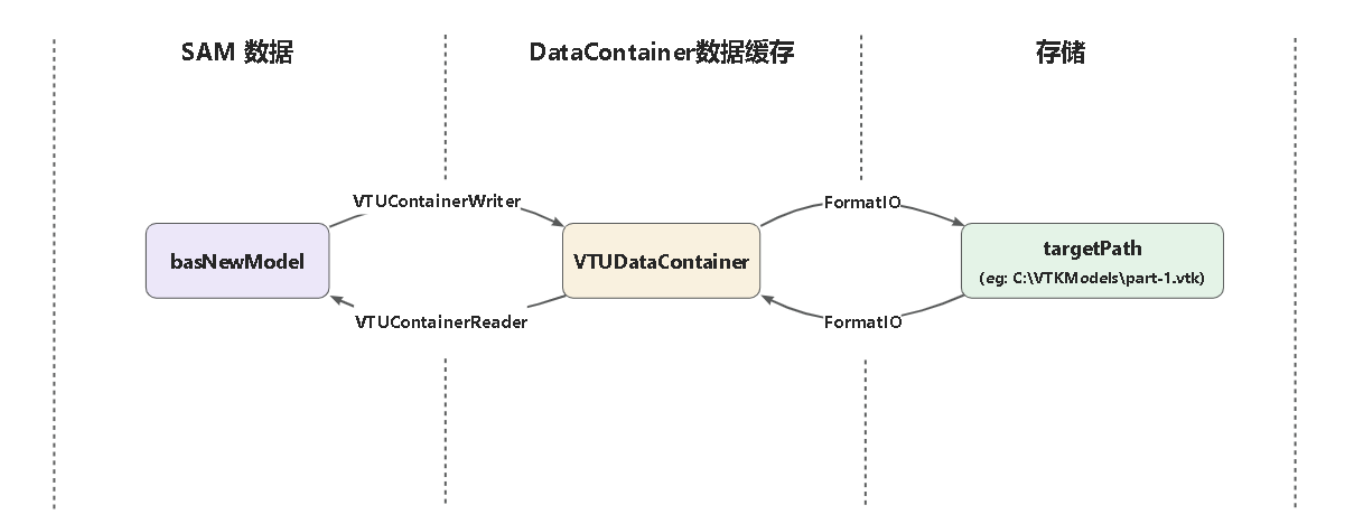 SAM 数据
DataContainer数据缓存
存储
VTUContainerWriter
FormatIO
basNewModel
VTUDataContainer
targetPath
(eg: C:\VTKModels\part-1.vtk)
VTUContainerReader
FormatIO